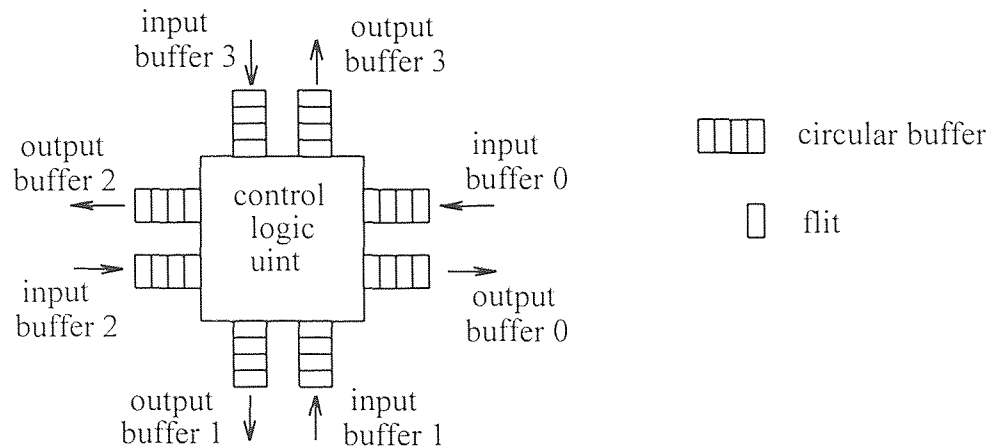 input
buffer 3
output
buffer 3
output
buffer 2
input
buffer 0
control
logic
uint
input
buffer 2
output
buffer 0
output
buffer 1
input
buffer 1
circular buffer
flit